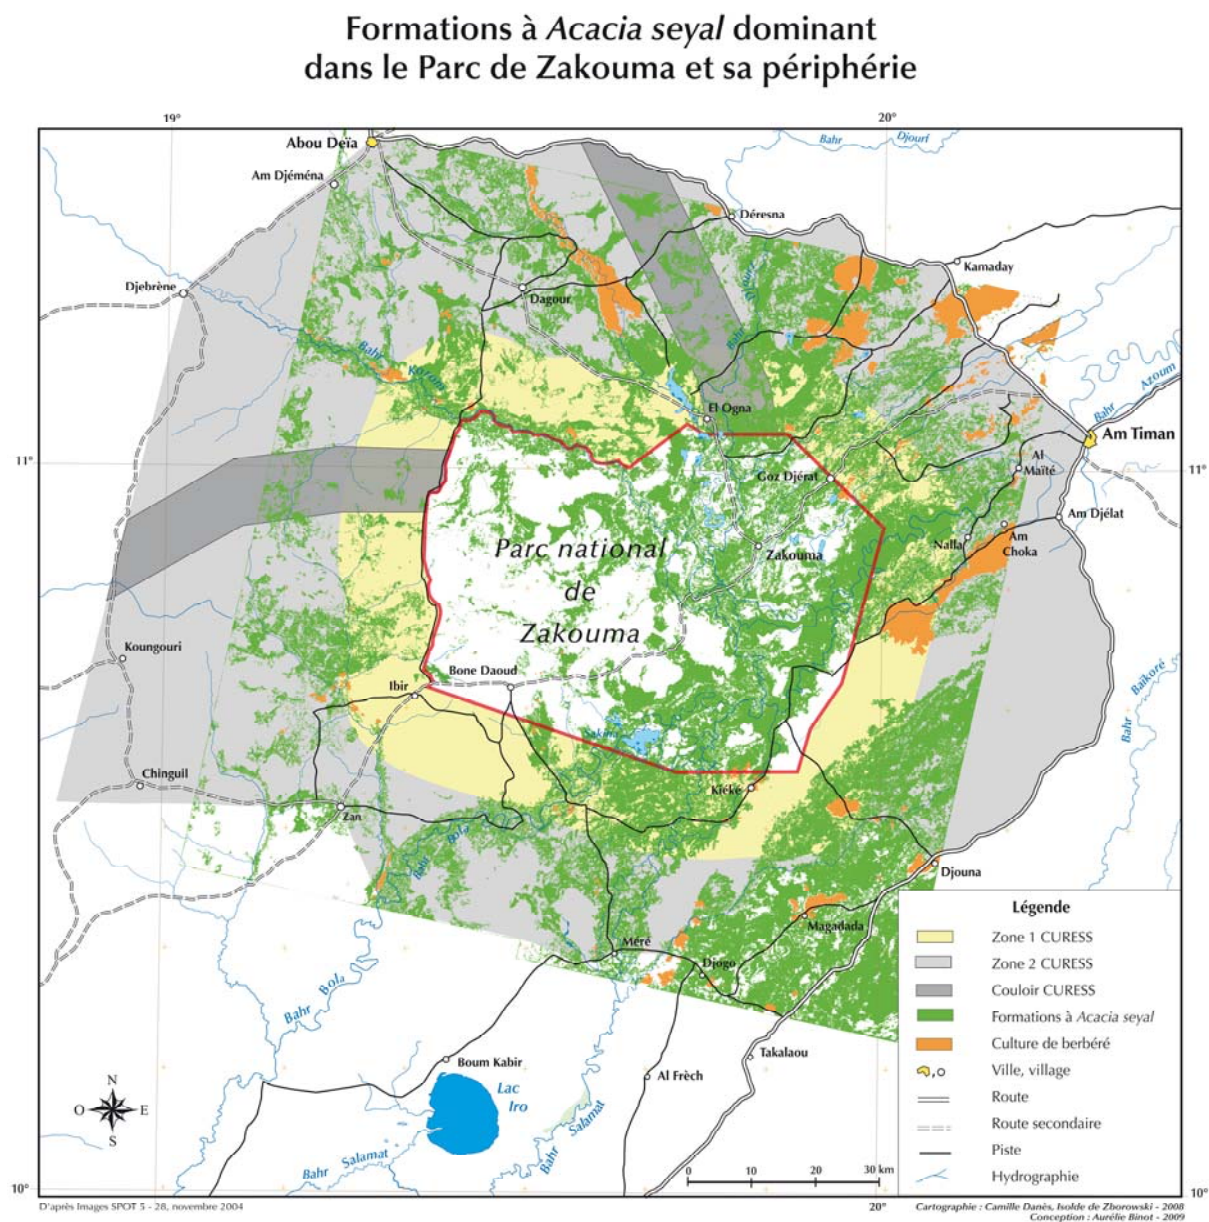 Formations à Acacia seyal dominant
dans le Parc de Zakouma et sa périphérie
19°
20°
Abou Deïa
Bahr
Djourf
Am Djéména
Déresna
Kamaday
Djebrène
Dagour
Bahr
Djourf
Bahr
Korom
Bahr
Azoum
El Ogna
Am Timan
11°
11°
Al
Maïté
Goz Djérat
Am Djélat
Nalla
Am
Choka
Parc national
de
Zakouma
Zakouma
Koungouri
Bone Daoud
Ibir
Bahr
Baïkoré
Chinguil
Kiéké
Zan
Bahr
Bola
Djouna
Magadada
Méré
Djogo
Bahr
Bola
Takalaou
Boum Kabir
Al Frèch
Lac
Iro
Bahr
Salamat
Bahr
Salamat
N
O
E
S
Légende
Zone 1 CURESS
Zone 2 CURESS
Couloir CURESS
Formations à Acacia seyal
Culture de berbéré
Ville, village
Route
Route secondaire
Piste
Hydrographie
0 10 20 30 km
10°
10°
20°
D'après Images SPOT 5 - 28, novembre 2004
Cartographie : Camille Danès, Isolde de Zborowski - 2008
Conception : Aurélie Binot - 2009